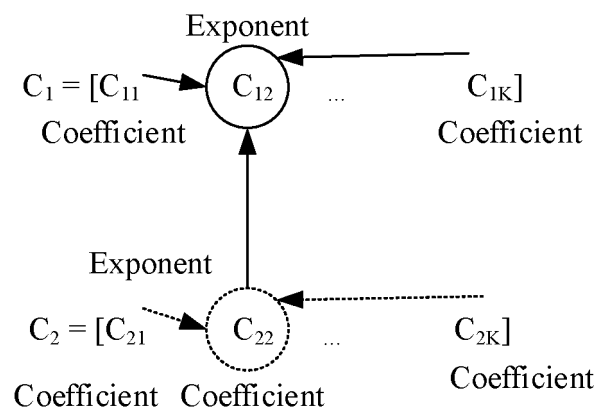 Exponent
C₁ = [C₁₁ C₁₂ ... C₁ₖ]
Coefficient Coefficient
Exponent
C₂ = [C₂₁ C₂₂ ... C₂ₖ]
Coefficient Coefficient Coefficient